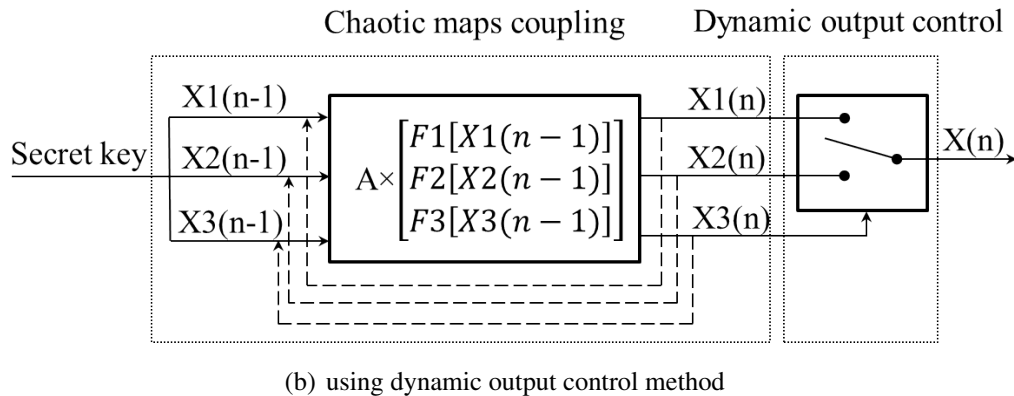 Chaotic maps coupling Dynamic output control
X1(n-1) X1(n)
Secret key X2(n-1) A× [F1[X1(n − 1)] F2[X2(n − 1)] F3[X3(n − 1)]] X2(n) X(n)
X3(n-1) X3(n)
(b) using dynamic output control method